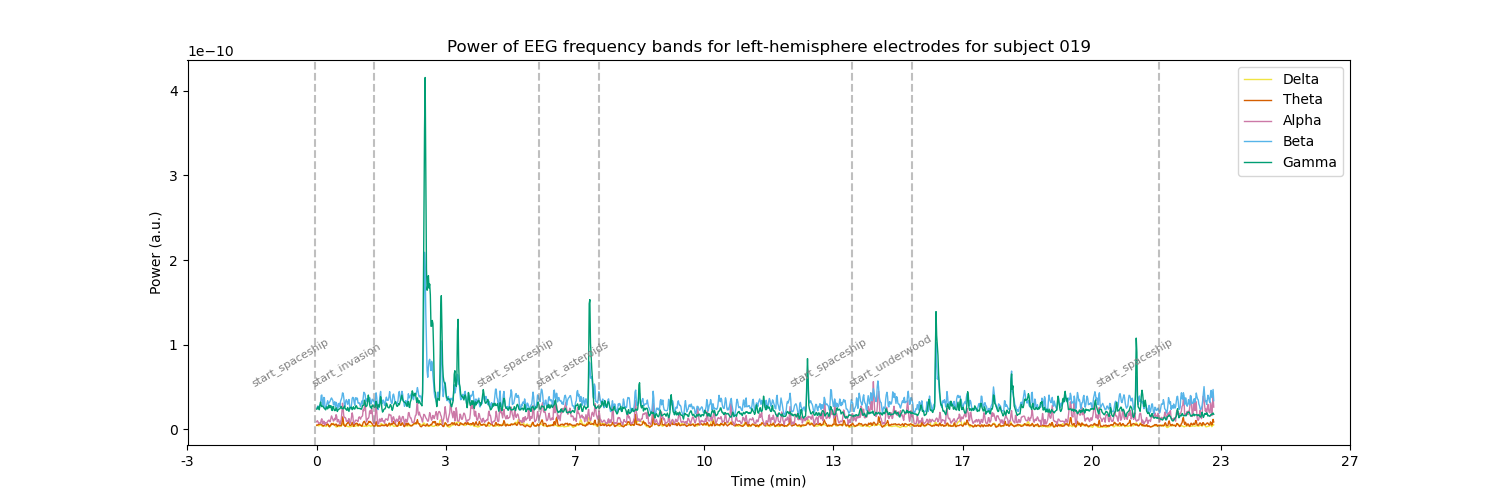 Power of EEG frequency bands for left-hemisphere electrodes for subject 019
1e−10
Delta
Theta
Alpha
Beta
Gamma
4
3
2
1
0
Power (a.u.)
start_spaceship
start_invasion
start_spaceship
start_asteroids
start_spaceship
start_underwood
start_spaceship
-3 0 3 7 10 13 17 20 23 27
Time (min)